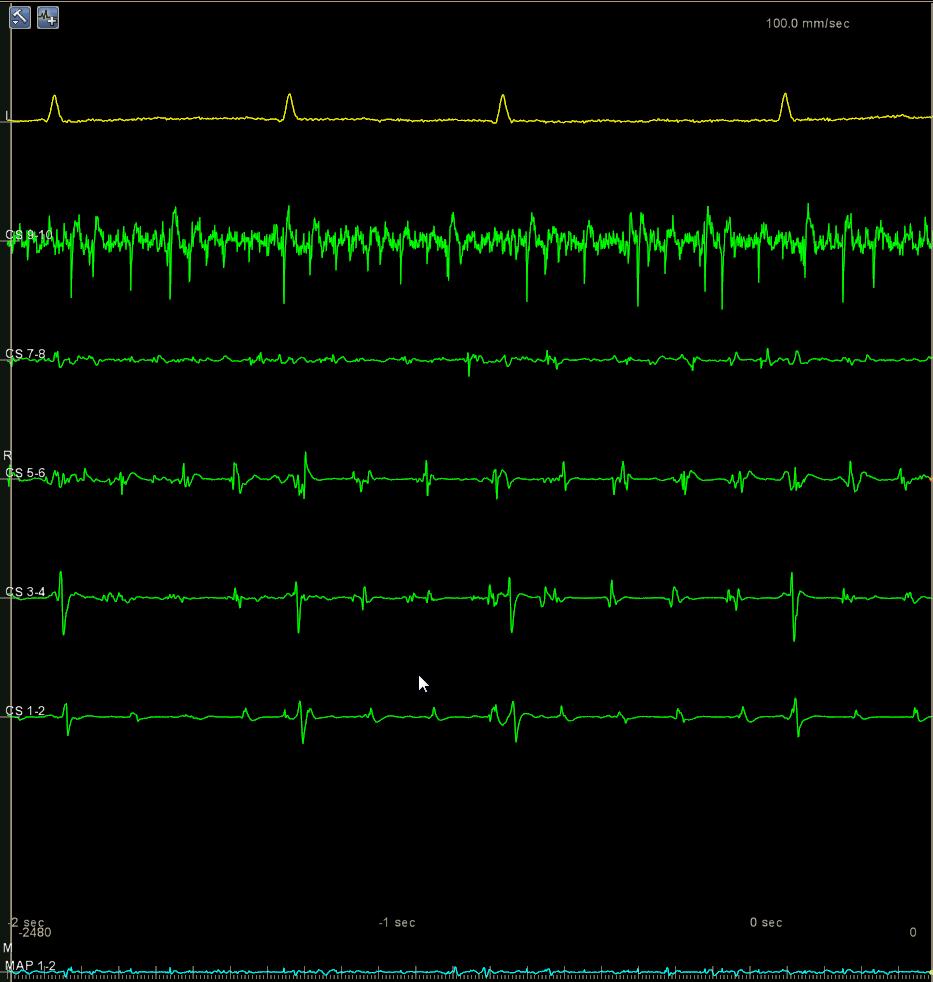 100.0 mm/sec
CS 9-10
CS 7-8
R
CS 5-6
CS 3-4
CS 1-2
-2 sec
-1 sec
0 sec
-2480
0
M
MAP 1-2